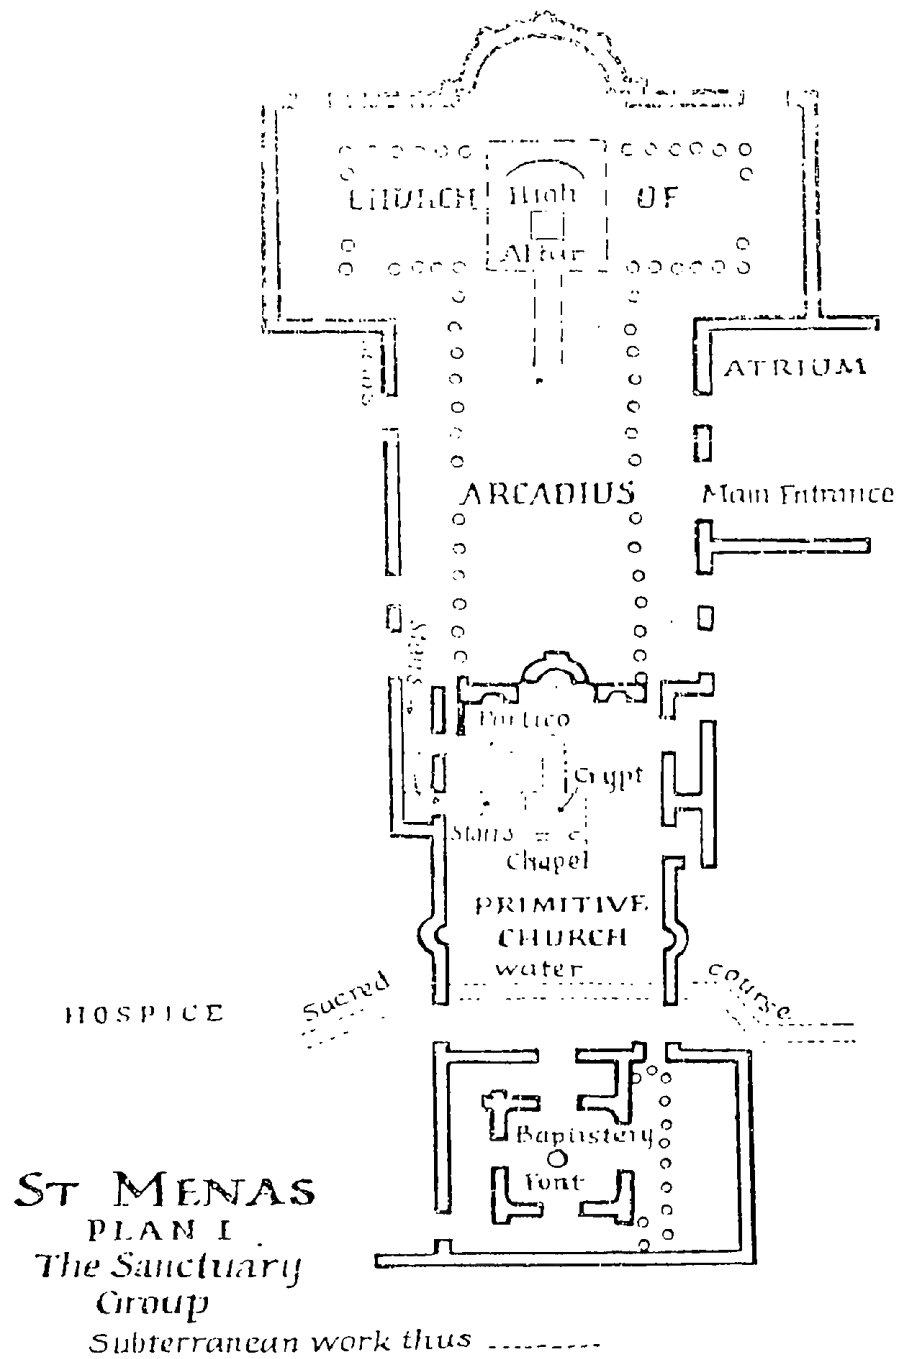 CHURCH OF
High
Altar
ATRIUM
ARCADIUS
Main Entrance
Stairs
Portico
Crypt
Stairs
Chapel
PRIMITIVE
CHURCH
Sacred water course
HOSPICE
Baptistery
Font
ST MENAS
PLAN I.
The Sanctuary
Group
Subterranean work thus